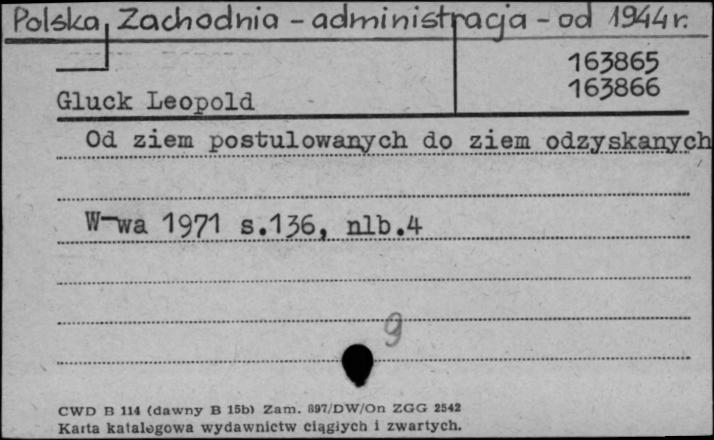 Polska Zachodnia - administracja - od 1944 r.
163865
163866
Gluck Leopold
Od ziem postulowanych do ziem odzyskanych
W-wa 1971 s.136, nlb.4
9
CWD B 114 (dawny B 15b) Zam. 897/DW/On ZGG 2542
Karta katalogowa wydawnictw ciągłych i zwartych.